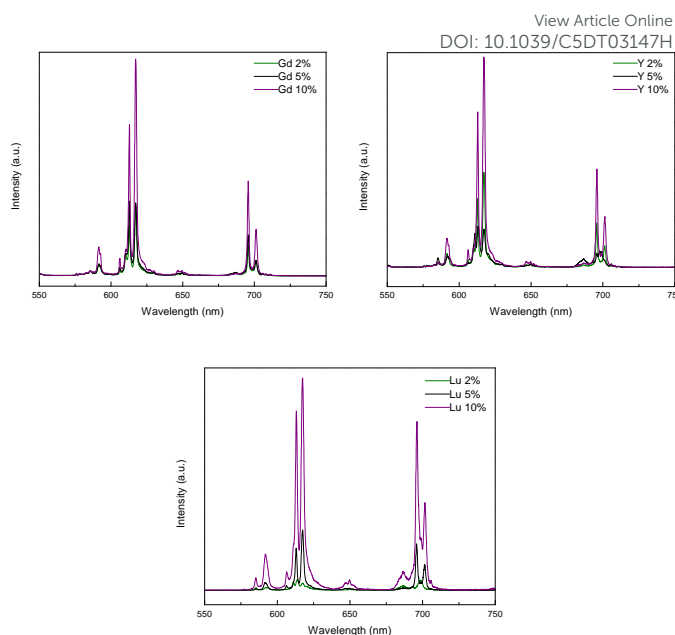 View Article Online
DOI: 10.1039/C5DT03147H
Gd 2%
Gd 5%
Gd 10%
Intensity (a.u.)
550 600 650 700 750
Wavelength (nm)
Y 2%
Y 5%
Y 10%
Intensity (a.u.)
550 600 650 700 750
Wavelength (nm)
Lu 2%
Lu 5%
Lu 10%
Intensity (a.u.)
550 600 650 700 750
Wavelength (nm)